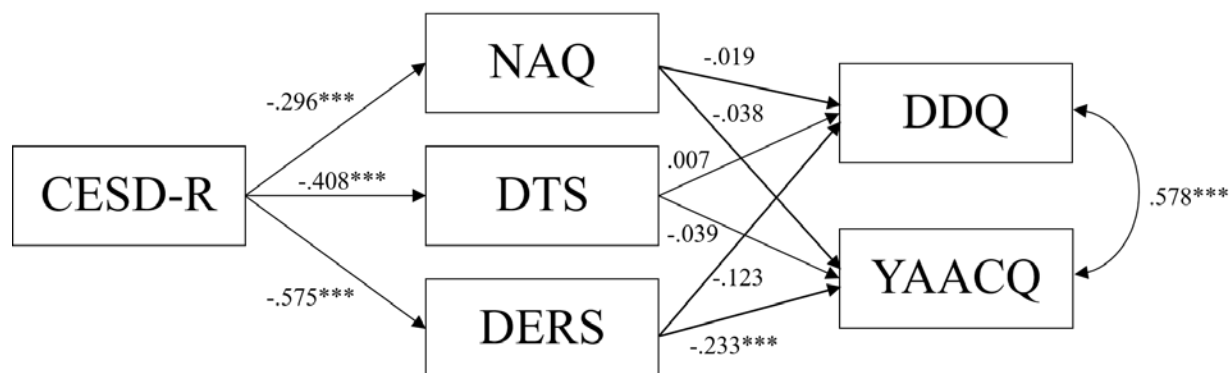 NAQ
-.019
-.296***
-.038
DDQ
CESD-R
-.408***
DTS
.007
-.039
.578***
-.575***
DERS
-.123
-.233***
YAACQ